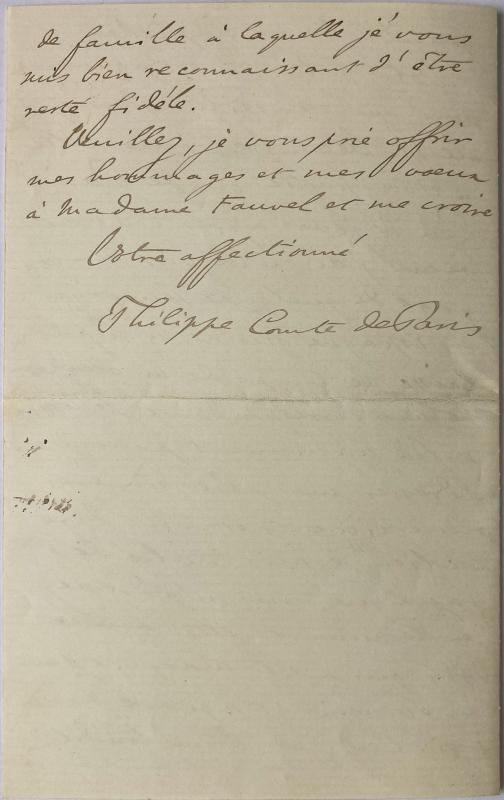 de famille à laquelle je vous
suis bien reconnaissant d'être
resté fidèle.
Veuillez, je vous prie offrir
mes hommages et mes voeux
à Madame Fauvel et me croire
Votre affectionné
Philippe Comte de Paris